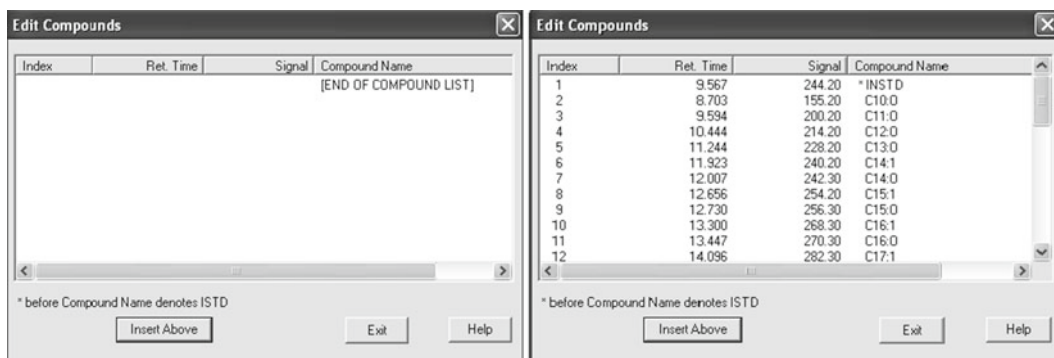 Edit Compounds
Index Ret. Time Signal Compound Name
[END OF COMPOUND LIST]
* before Compound Name denotes ISTD
Insert Above Exit Help
Edit Compounds
Index Ret. Time Signal Compound Name
1 9.567 244.20 * INSTD
2 8.703 155.20 C10:0
3 9.594 200.20 C11:0
4 10.444 214.20 C12:0
5 11.244 228.20 C13:0
6 11.923 240.20 C14:1
7 12.007 242.30 C14:0
8 12.656 254.20 C15:1
9 12.730 256.30 C15:0
10 13.300 268.30 C16:1
11 13.447 270.30 C16:0
12 14.096 282.30 C17:1
* before Compound Name denotes ISTD
Insert Above Exit Help